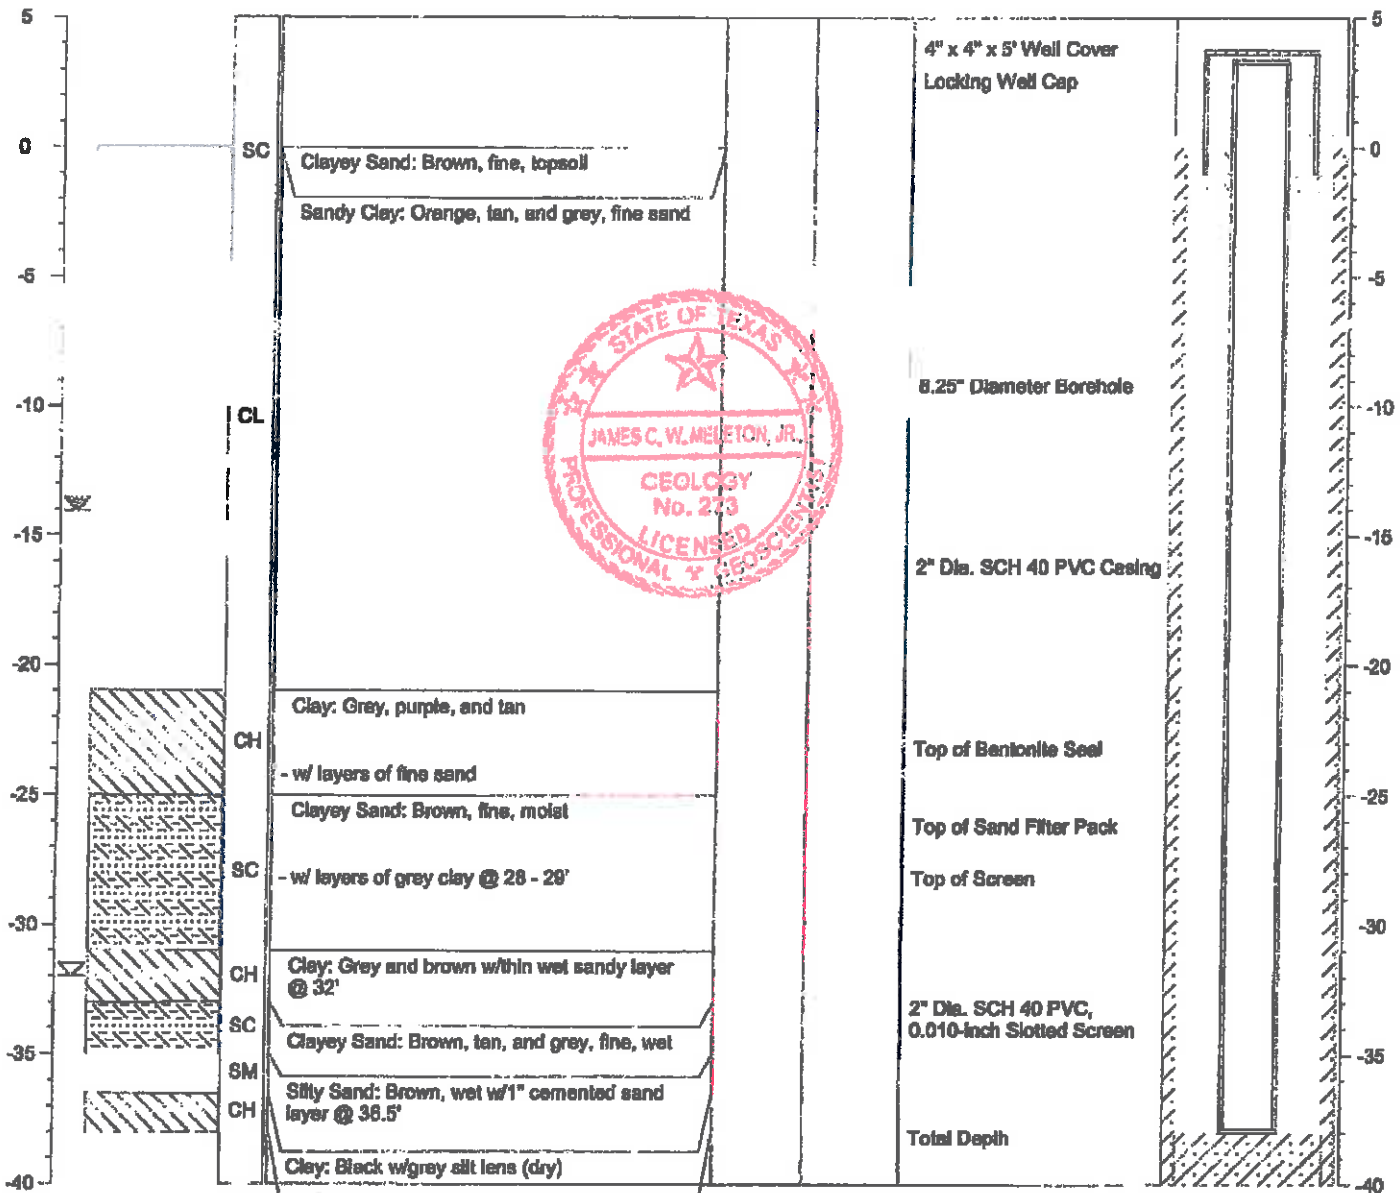 5
5
4" x 4" x 5' Well Cover
Locking Well Cap
0
SC
Clayey Sand: Brown, fine, topsoil
0
Sandy Clay: Orange, tan, and grey, fine sand
-5
-5
STATE OF TEXAS
JAMES C. W. MELETON, JR.
GEOLOGY
No. 273
LICENSED
PROFESSIONAL GEOSCIENTIST
8.25" Diameter Borehole
-10
CL
-10
-15
-15
2" Dia. SCH 40 PVC Casing
-20
-20
Clay: Grey, purple, and tan
CH
Top of Bentonite Seal
- w/ layers of fine sand
-25
-25
Clayey Sand: Brown, fine, moist
Top of Sand Filter Pack
SC
- w/ layers of grey clay @ 28 - 29'
Top of Screen
-30
-30
CH
Clay: Grey and brown w/thin wet sandy layer
@ 32'
2" Dia. SCH 40 PVC,
0.010-inch Slotted Screen
SC
Clayey Sand: Brown, tan, and grey, fine, wet
-35
-35
SM
Silty Sand: Brown, wet w/1" cemented sand
layer @ 36.5'
CH
Total Depth
Clay: Black w/grey silt lens (dry)
-40
-40